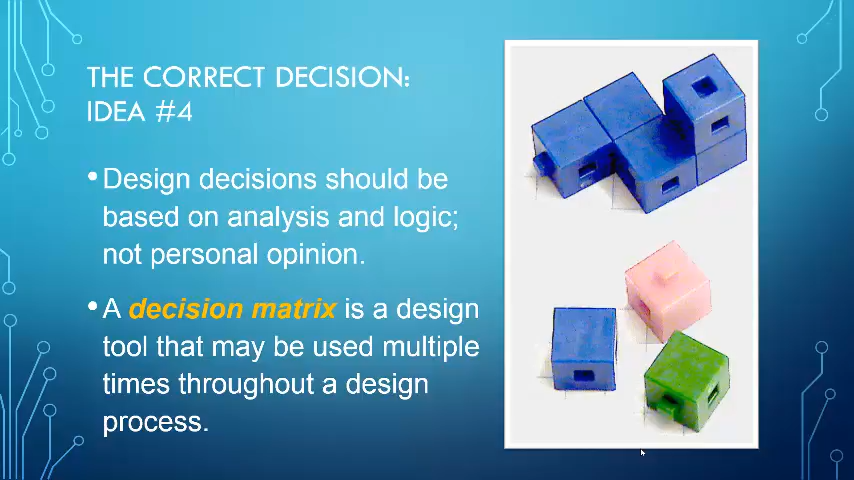 THE CORRECT DECISION:
IDEA #4
•Design decisions should be
based on analysis and logic;
not personal opinion.
•A decision matrix is a design
tool that may be used multiple
times throughout a design
process.